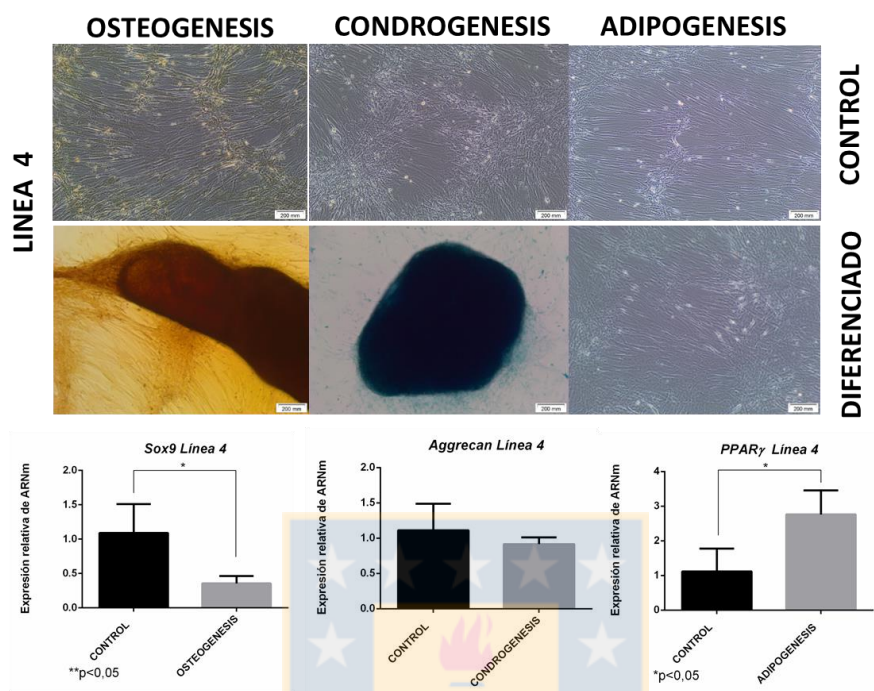 OSTEOGENESIS CONDROGENESIS ADIPOGENESIS
LINEA 4
CONTROL
200 mm 200 mm 200 mm
DIFERENCIADO
200 mm 200 mm 200 mm
Sox9 Línea 4
*
Expresión relativa de ARNm
2.0
1.5
1.0
0.5
0.0
CONTROL
OSTEOGENESIS
**p<0,05
Aggrecan Línea 4
Expresión relativa de ARNm
2.0
1.5
1.0
0.5
0.0
CONTROL
CONDROGENESIS
PPARγ Línea 4
*
Expresión relativa de ARNm
4
3
2
1
0
CONTROL
ADIPOGENESIS
*p<0,05